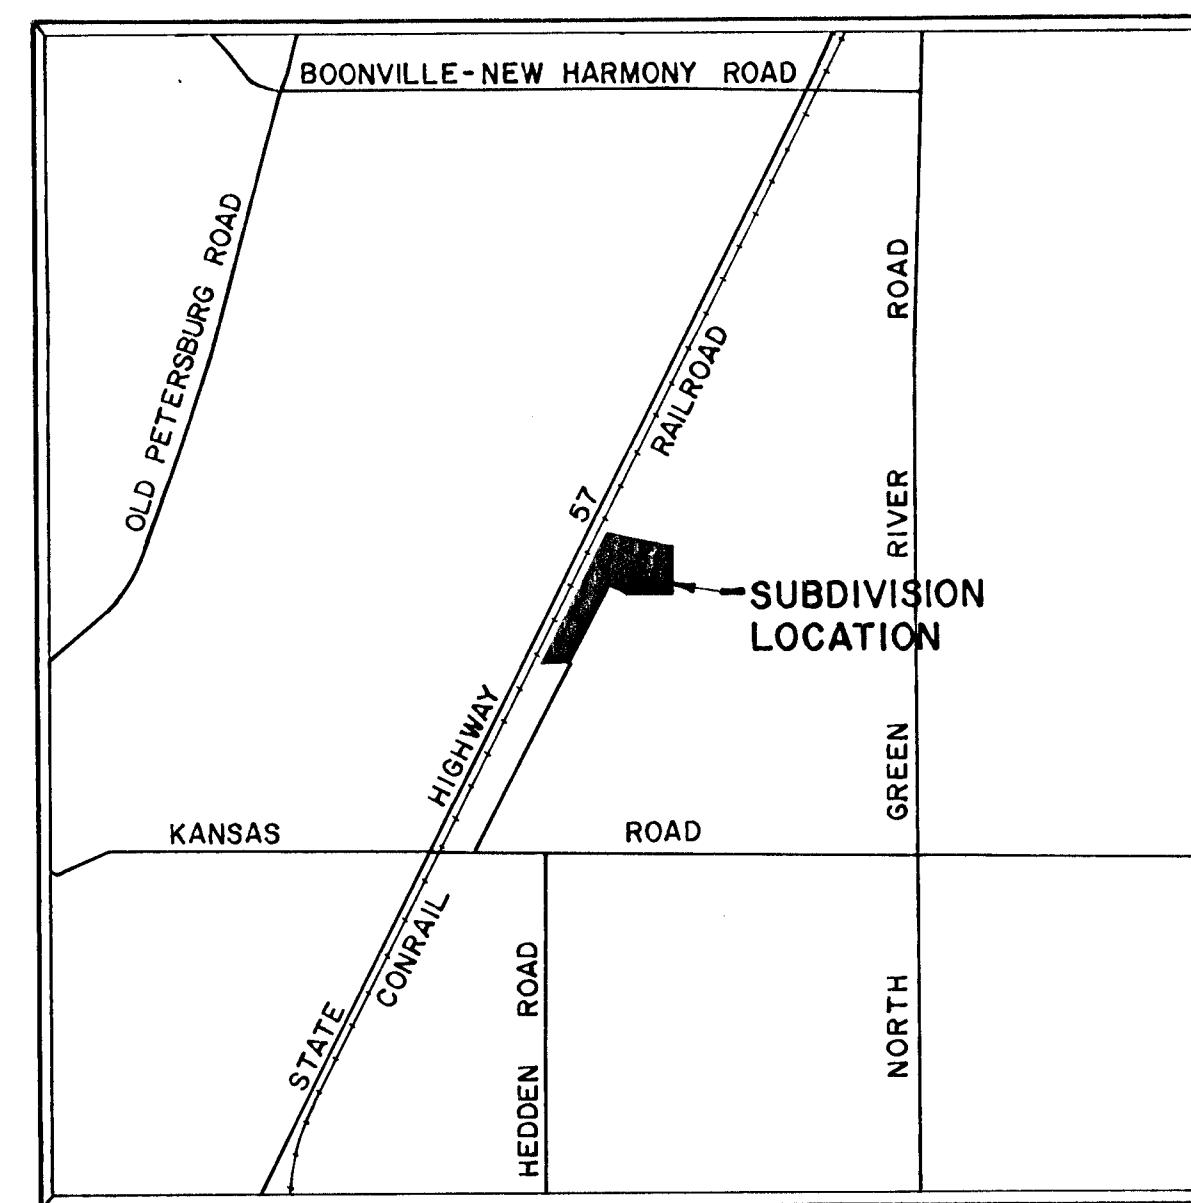 BOONVILLE-NEW HARMONY ROAD
OLD PETERSBURG ROAD
STATE HIGHWAY 57
CONRAIL RAILROAD
NORTH GREEN RIVER ROAD
SUBDIVISION
LOCATION
KANSAS ROAD
HEDDEN ROAD